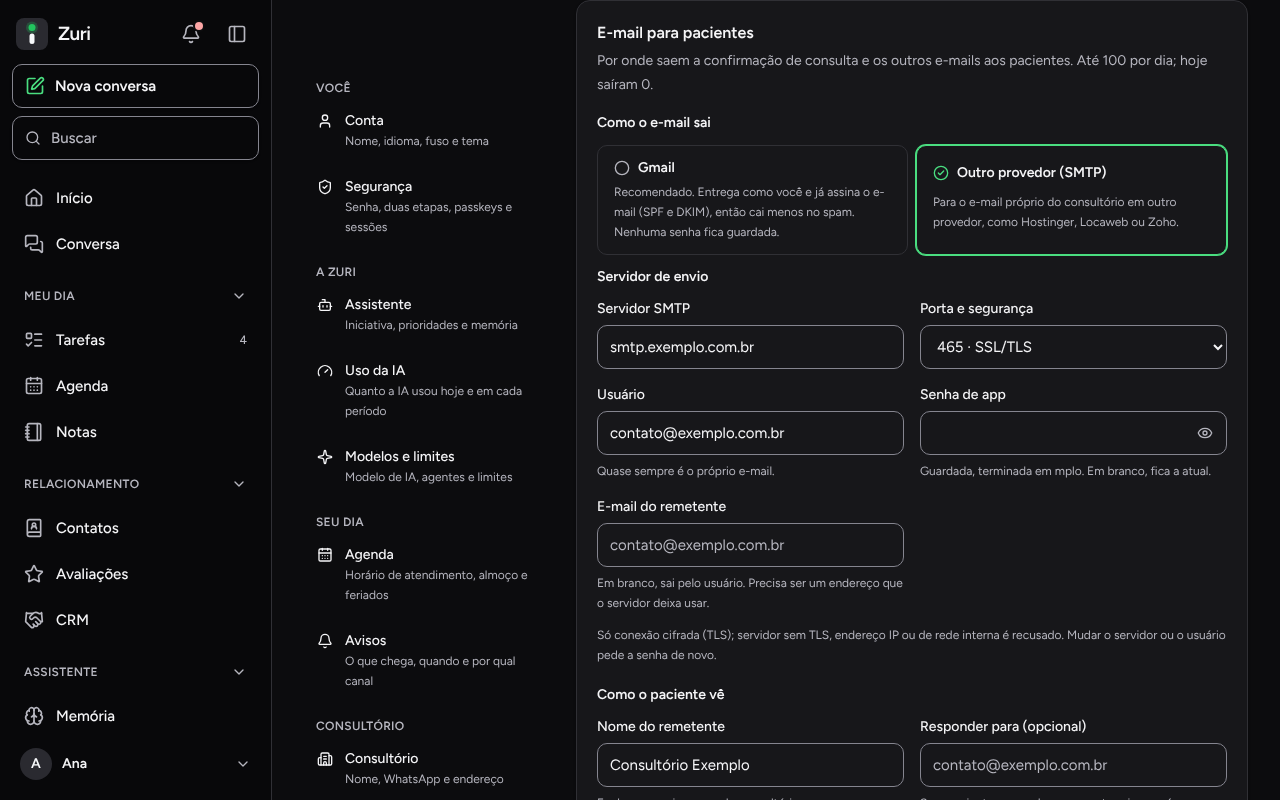 Zuri
Nova conversa
Buscar
Início
Conversa
MEU DIA
Tarefas 4
Agenda
Notas
RELACIONAMENTO
Contatos
Avaliações
CRM
ASSISTENTE
Memória
A Ana
VOCÊ
Conta
Nome, idioma, fuso e tema
Segurança
Senha, duas etapas, passkeys e
sessões
A ZURI
Assistente
Iniciativa, prioridades e memória
Uso da IA
Quanto a IA usou hoje e em cada
período
Modelos e limites
Modelo de IA, agentes e limites
SEU DIA
Agenda
Horário de atendimento, almoço e
feriados
Avisos
O que chega, quando e por qual
canal
CONSULTÓRIO
Consultório
Nome, WhatsApp e endereço
E-mail para pacientes
Por onde saem a confirmação de consulta e os outros e-mails aos pacientes. Até 100 por dia; hoje
saíram 0.
Como o e-mail sai
Gmail
Recomendado. Entrega como você e já assina o e-
mail (SPF e DKIM), então cai menos no spam.
Nenhuma senha fica guardada.
Outro provedor (SMTP)
Para o e-mail próprio do consultório em outro
provedor, como Hostinger, Locaweb ou Zoho.
Servidor de envio
Servidor SMTP
smtp.exemplo.com.br
Porta e segurança
465 · SSL/TLS
Usuário
contato@exemplo.com.br
Quase sempre é o próprio e-mail.
Senha de app
Guardada, terminada em mplo. Em branco, fica a atual.
E-mail do remetente
contato@exemplo.com.br
Em branco, sai pelo usuário. Precisa ser um endereço que
o servidor deixa usar.
Só conexão cifrada (TLS); servidor sem TLS, endereço IP ou de rede interna é recusado. Mudar o servidor ou o usuário
pede a senha de novo.
Como o paciente vê
Nome do remetente
Consultório Exemplo
Responder para (opcional)
contato@exemplo.com.br